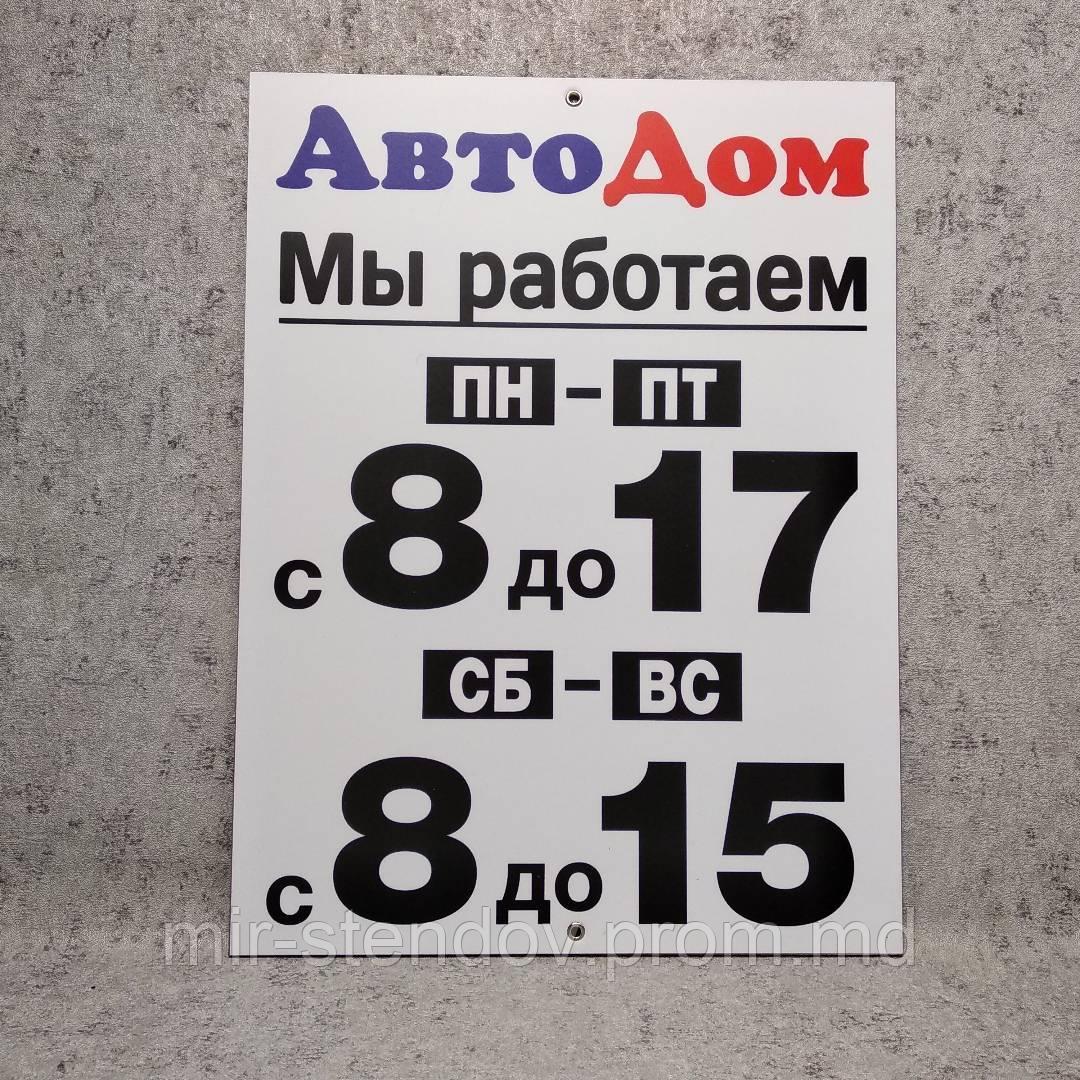 АвтоДом
Мы работаем
ПН - ПТ
с 8 до 17
СБ - ВС
с 8 до 15
mir-stendov.prom.md